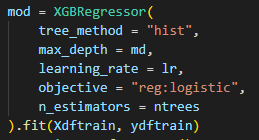 mod = XGBRegressor(
    tree_method = "hist",
    max_depth = md,
    learning_rate = lr,
    objective = "reg:logistic",
    n_estimators = ntrees
).fit(Xdftrain, ydftrain)